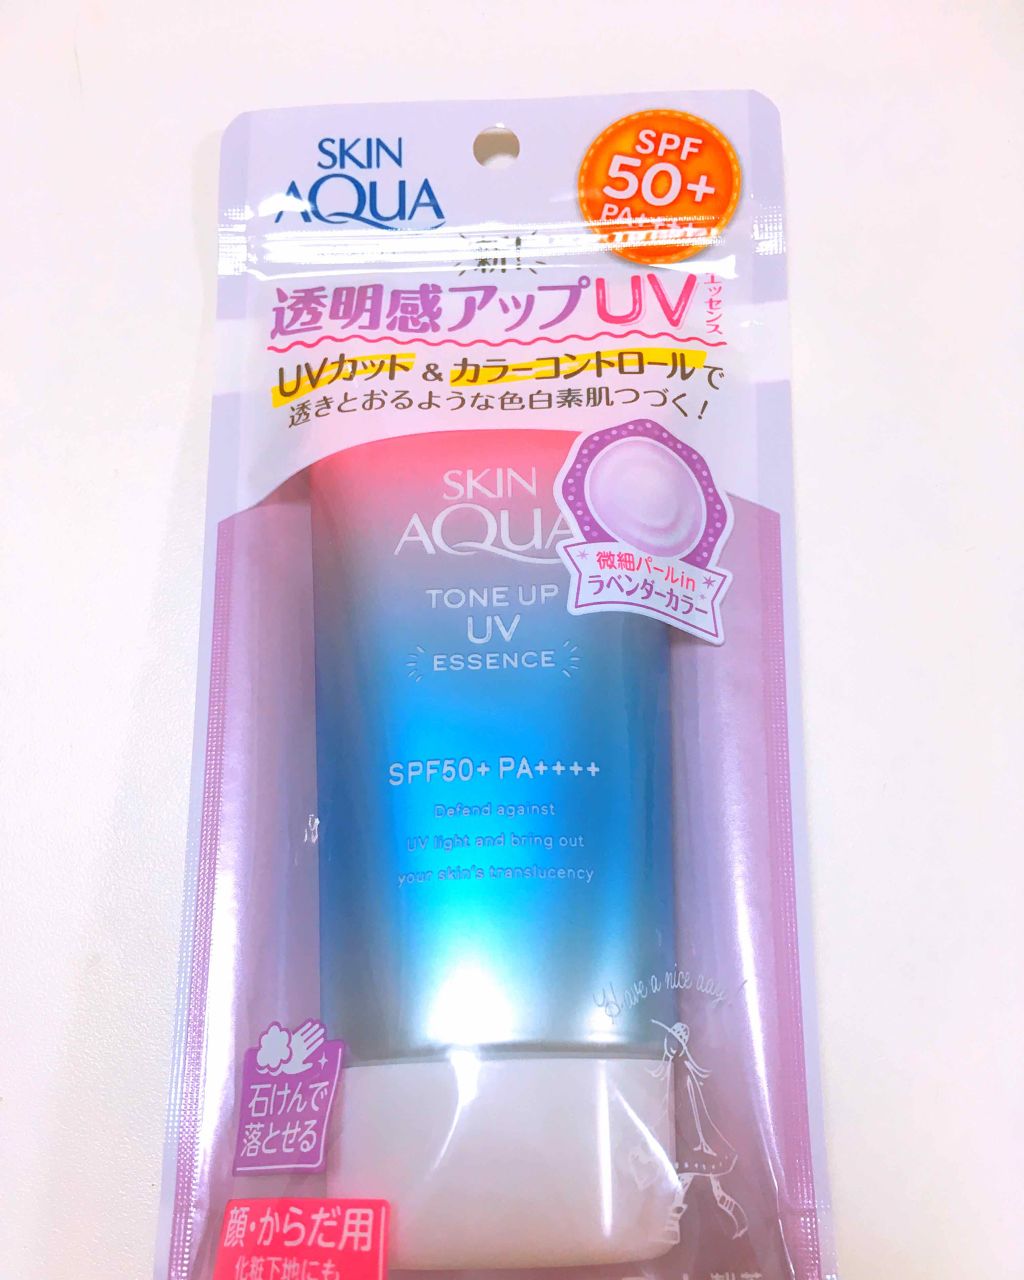 SKIN
AQUA
SPF
50+
PA++++
新!
透明感アップUV
エッセンス
UVカット & カラーコントロールで
透きとおるような色白素肌つづく!
SKIN
AQUA
微細パールin
ラベンダーカラー
TONE UP
UV
ESSENCE
SPF50+ PA++++
Defend against
UV light and bring out
your skin's translucency
Have a nice day!
石けんで
落とせる
顔・からだ用
化粧下地にも